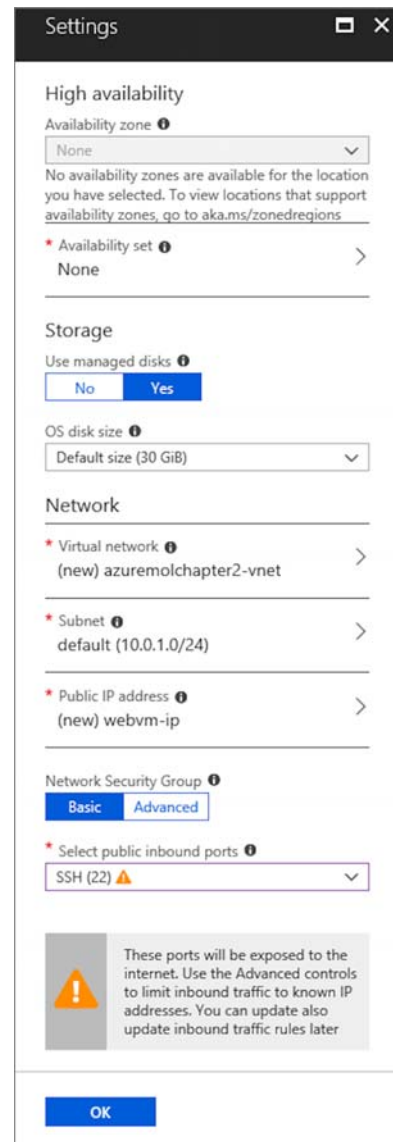 Settings
High availability
Availability zone
None
No availability zones are available for the location
you have selected. To view locations that support
availability zones, go to aka.ms/zonedregions
* Availability set
None
Storage
Use managed disks
No Yes
OS disk size
Default size (30 GiB)
Network
* Virtual network
(new) azuremolchapter2-vnet
* Subnet
default (10.0.1.0/24)
* Public IP address
(new) webvm-ip
Network Security Group
Basic Advanced
* Select public inbound ports
SSH (22)
These ports will be exposed to the
internet. Use the Advanced controls
to limit inbound traffic to known IP
addresses. You can update also
update inbound traffic rules later
OK